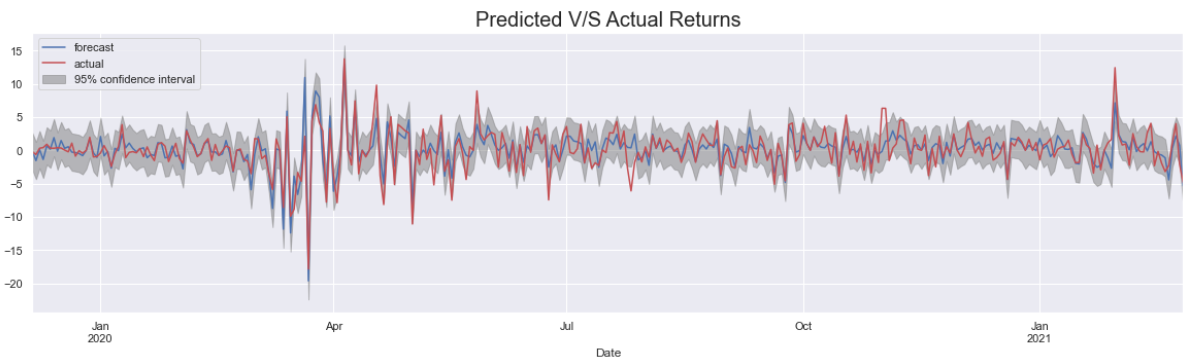 Predicted V/S Actual Returns
forecast
actual
95% confidence interval
15
10
5
0
−5
−10
−15
−20
Jan
2020
Apr
Jul
Oct
Jan
2021
Date